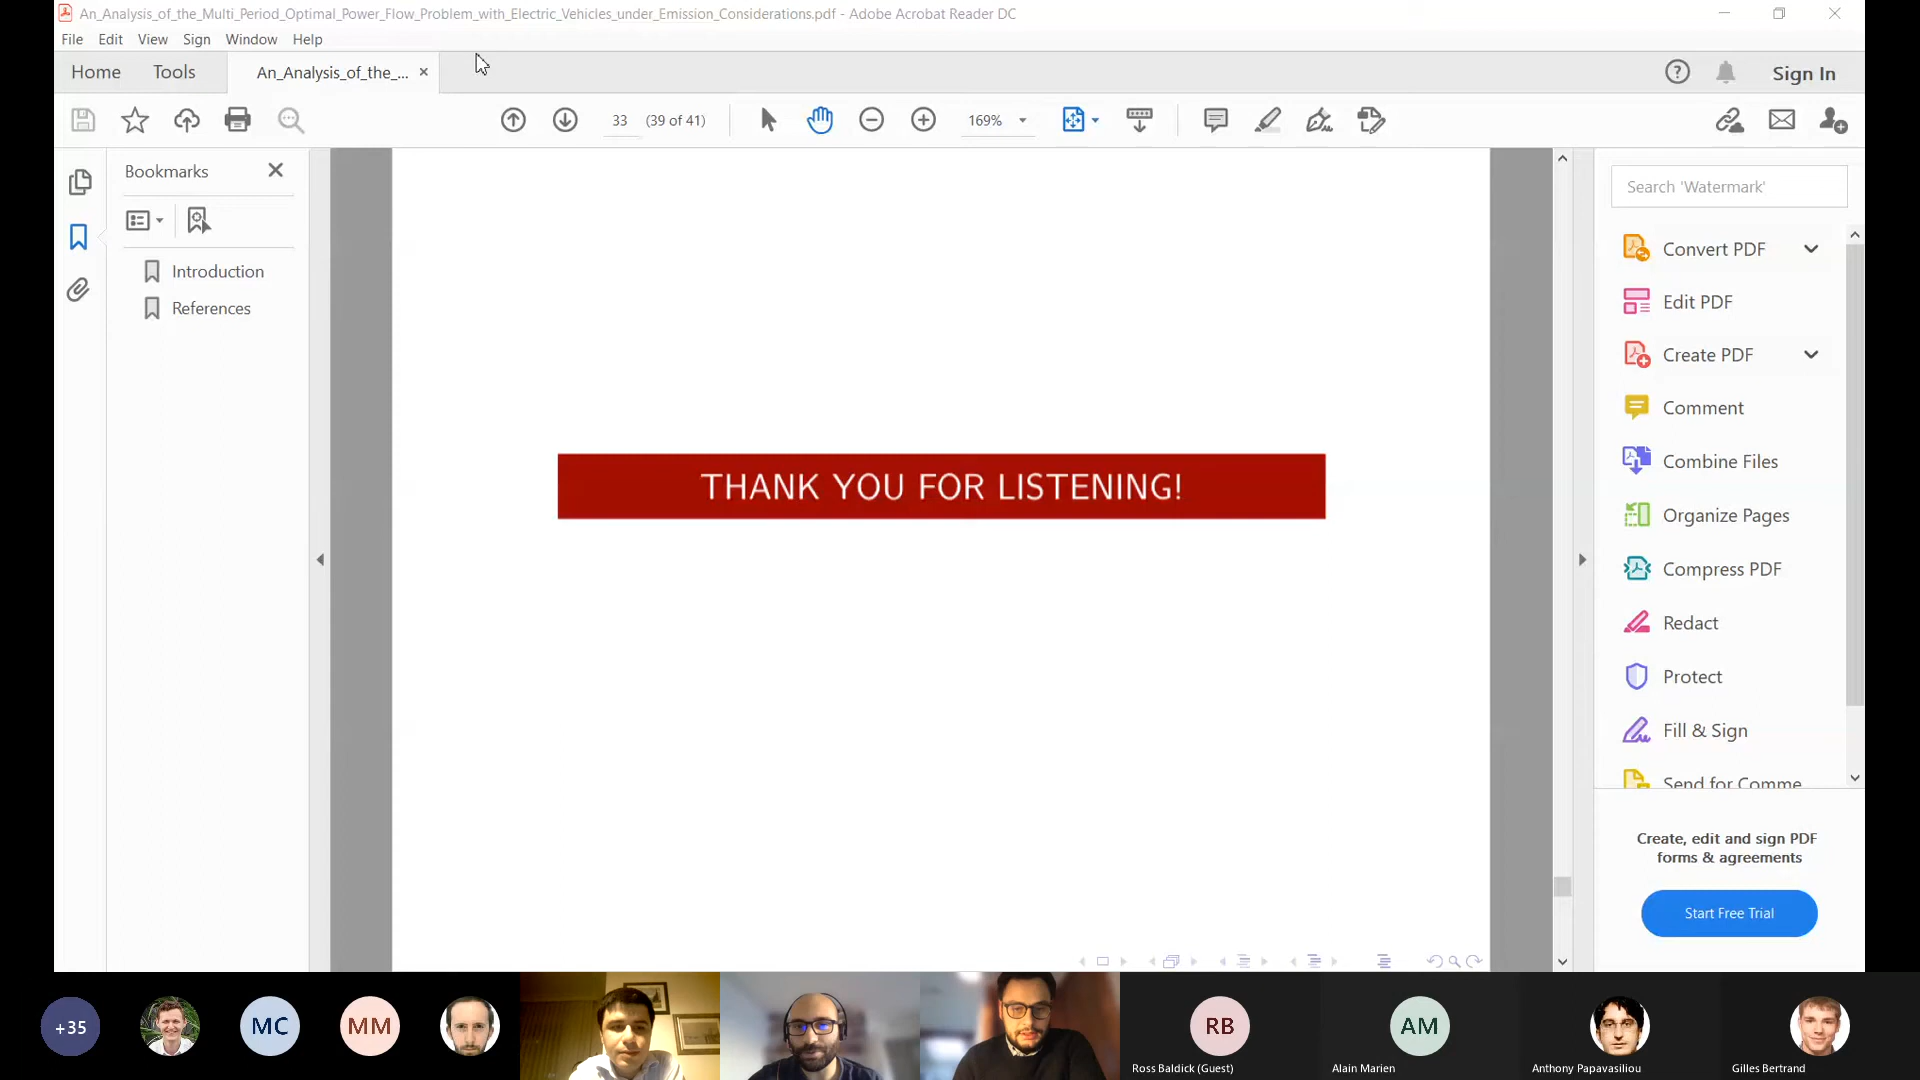 An_Analysis_of_the_Multi_Period_Optimal_Power_Flow_Problem_with_Electric_Vehicles_under_Emission_Considerations.pdf - Adobe Acrobat Reader DC
File Edit View Sign Window Help
Home Tools An_Analysis_of_the_... × Sign In
33 (39 of 41) 169%
Bookmarks
Introduction
References
THANK YOU FOR LISTENING!
Search 'Watermark'
Convert PDF
Edit PDF
Create PDF
Comment
Combine Files
Organize Pages
Compress PDF
Redact
Protect
Fill & Sign
Send for Comme
Create, edit and sign PDF
forms & agreements
Start Free Trial
+35 MC MM RB AM
Ross Baldick (Guest) Alain Marien Anthony Papavasiliou Gilles Bertrand